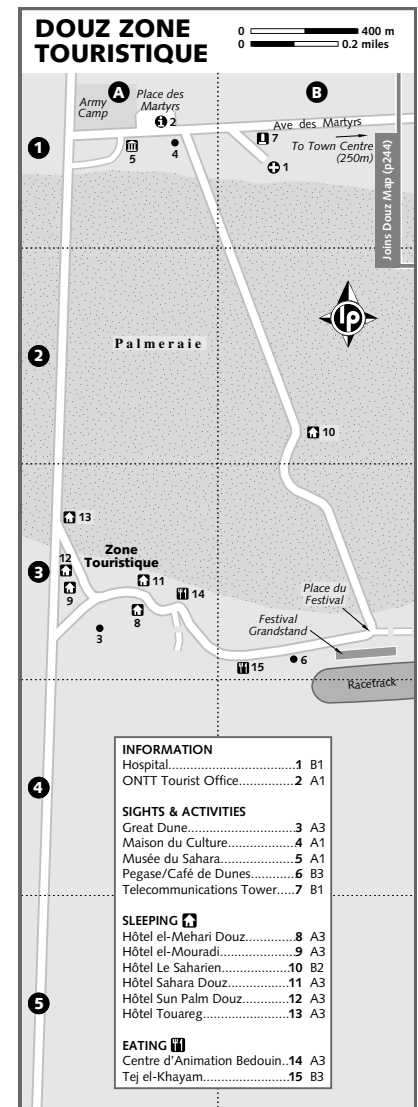 DOUZ ZONE
TOURISTIQUE
0 400 m
0 0.2 miles
A
B
Army
Camp
Place des
Martyrs
2
Ave des Martyrs
7
To Town Centre
(250m)
1
5
4
1
Joins Douz Map (p244)
lp
2
Palmeraie
10
13
12
Zone
Touristique
3
11
14
9
8
3
Place du
Festival
Festival
Grandstand
15
6
Racetrack
4
5
INFORMATION
Hospital....................................1 B1
ONTT Tourist Office................2 A1
SIGHTS & ACTIVITIES
Great Dune..............................3 A3
Maison du Culture..................4 A1
Musée du Sahara....................5 A1
Pegase/Café de Dunes............6 B3
Telecommunications Tower....7 B1
SLEEPING
Hôtel el-Mehari Douz.............8 A3
Hôtel el-Mouradi....................9 A3
Hôtel Le Saharien..................10 B2
Hôtel Sahara Douz................11 A3
Hôtel Sun Palm Douz............12 A3
Hôtel Touareg.......................13 A3
EATING
Centre d'Animation Bedouin..14 A3
Tej el-Khayam.......................15 B3